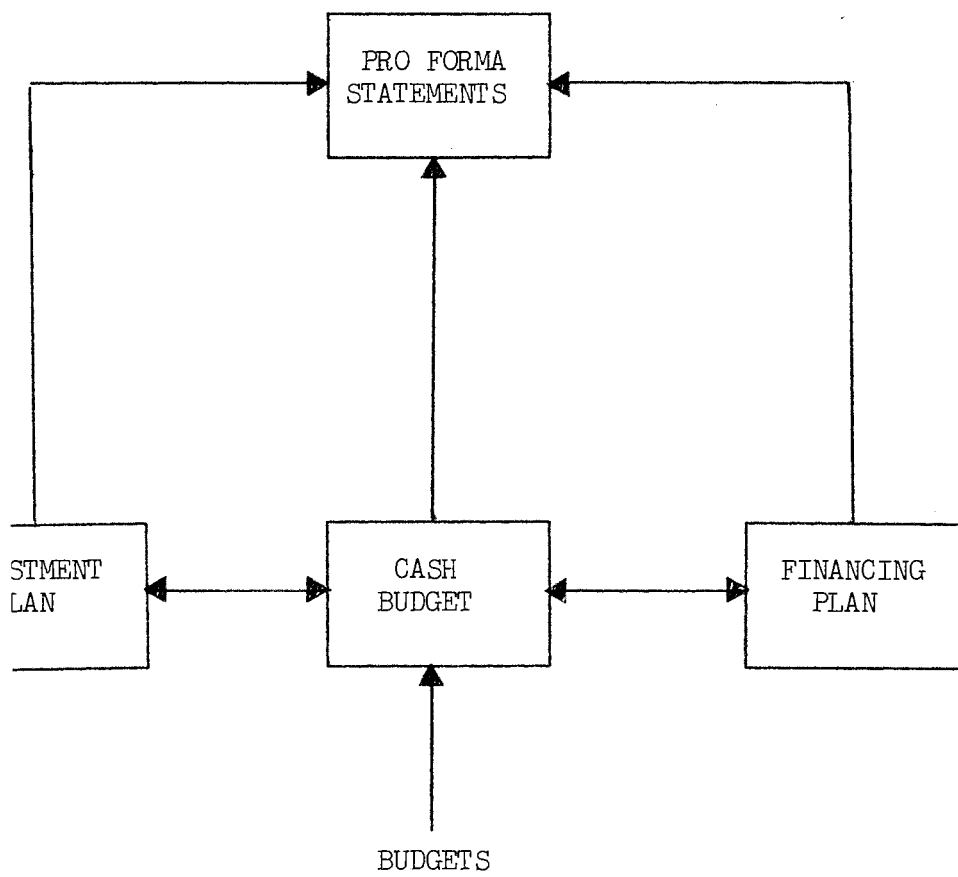 PRO FORMA
STATEMENTS
STMENT
LAN
CASH
BUDGET
FINANCING
PLAN
BUDGETS